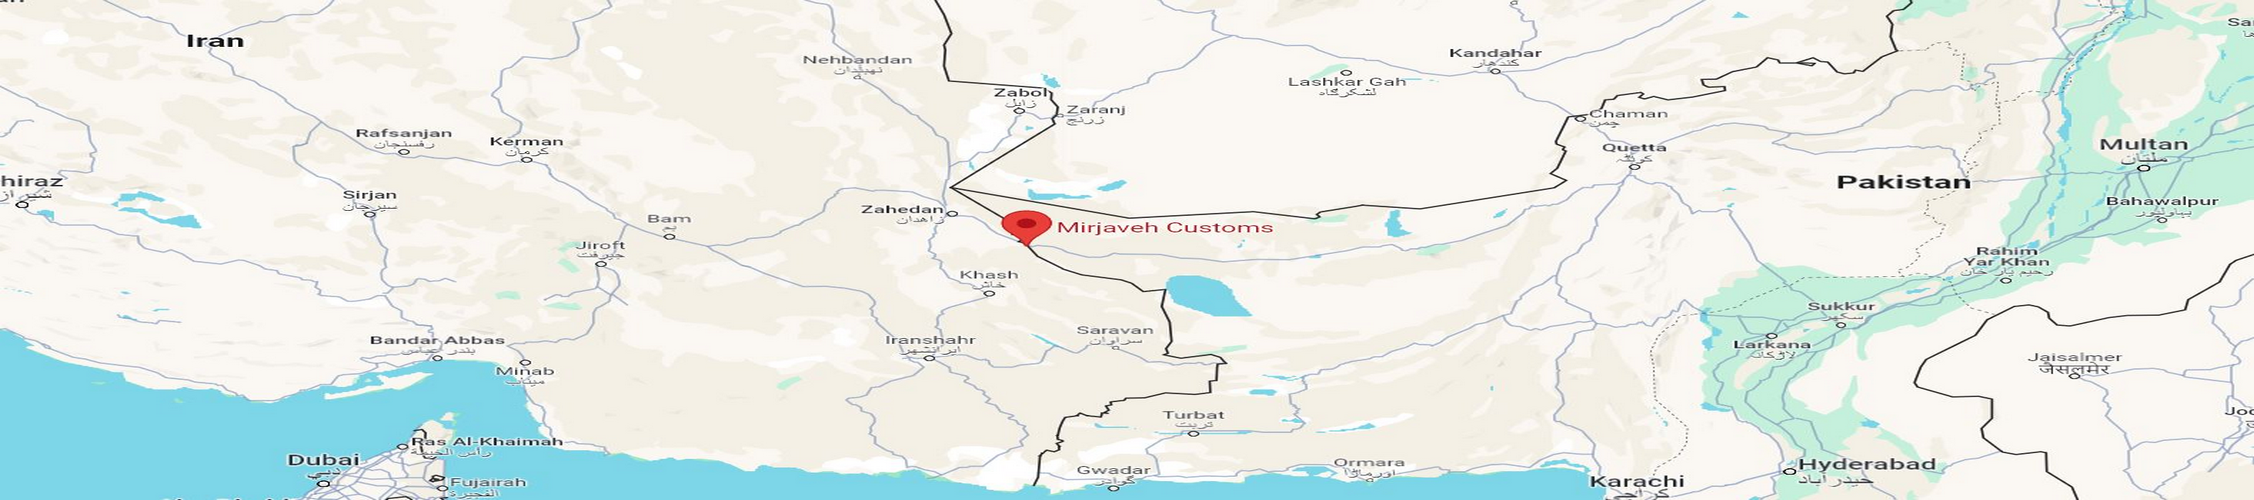 Iran
Nehbandan
نهبندان
Kandahar
کندهار
Lashkar Gah
لشکرګاه
Zabol
زابل
Zaranj
زرنج
Chaman
چمن
Rafsanjan
رفسنجان
Kerman
کرمان
Quetta
کوئٹہ
Multan
ملتان
Pakistan
hiraz
شیراز
Sirjan
سیرجان
Zahedan
زاهدان
Bam
بم
Mirjaveh Customs
Bahawalpur
بہاولپور
Jiroft
جیرفت
Khash
خاش
Rahim
Yar Khan
رحیم یار خان
Sukkur
سکھر
Bandar Abbas
بندر عباس
Iranshahr
ایرانشهر
Saravan
سراوان
Larkana
لاڑکانہ
Jaisalmer
जैसलमेर
Minab
میناب
Turbat
تربت
Ras Al-Khaimah
رأس الخيمة
Dubai
دبي
Fujairah
الفجيرة
Gwadar
گوادر
Ormara
اورماڑا
Karachi
کراچی
Hyderabad
حیدر آباد